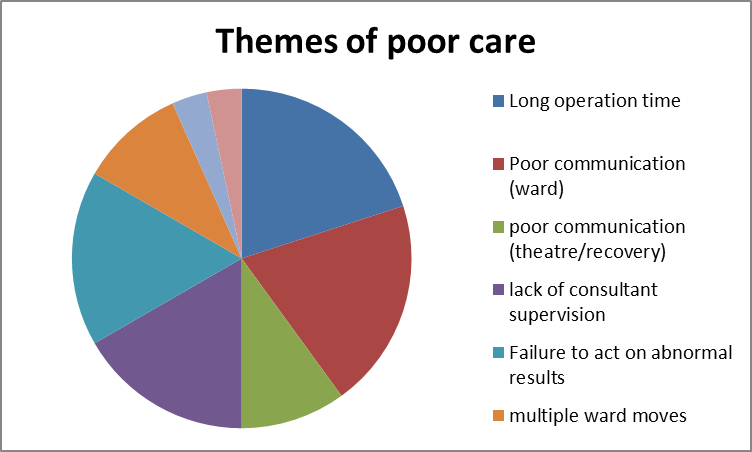 Themes of poor care
Long operation time
Poor communication
(ward)
poor communication
(theatre/recovery)
lack of consultant
supervision
Failure to act on abnormal
results
multiple ward moves